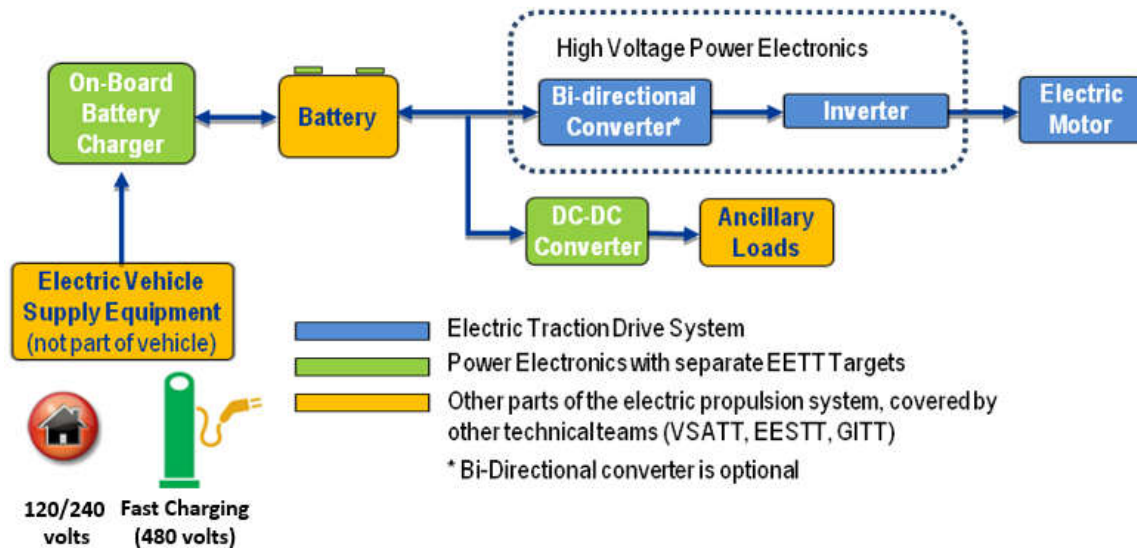 High Voltage Power Electronics
On-Board
Battery
Charger
Battery
Bi-directional
Converter*
Inverter
Electric
Motor
DC-DC
Converter
Ancillary
Loads
Electric Vehicle
Supply Equipment
(not part of vehicle)
Electric Traction Drive System
Power Electronics with separate EETT Targets
Other parts of the electric propulsion system, covered by
other technical teams (VSATT, EESTT, GITT)
* Bi-Directional converter is optional
120/240
volts
Fast Charging
(480 volts)